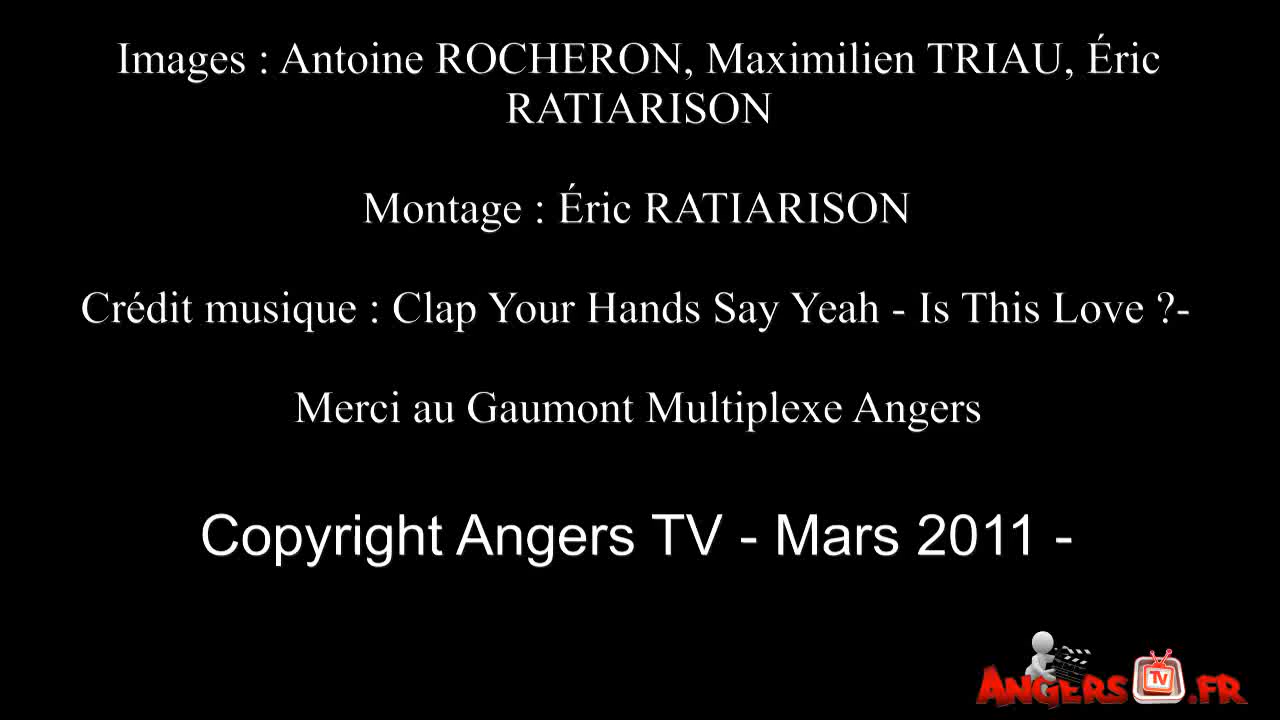 Images : Antoine ROCHERON, Maximilien TRIAU, Éric
RATIARISON
Montage : Éric RATIARISON
Crédit musique : Clap Your Hands Say Yeah - Is This Love ?-
Merci au Gaumont Multiplexe Angers
Copyright Angers TV - Mars 2011 -
ANGERS TV .FR